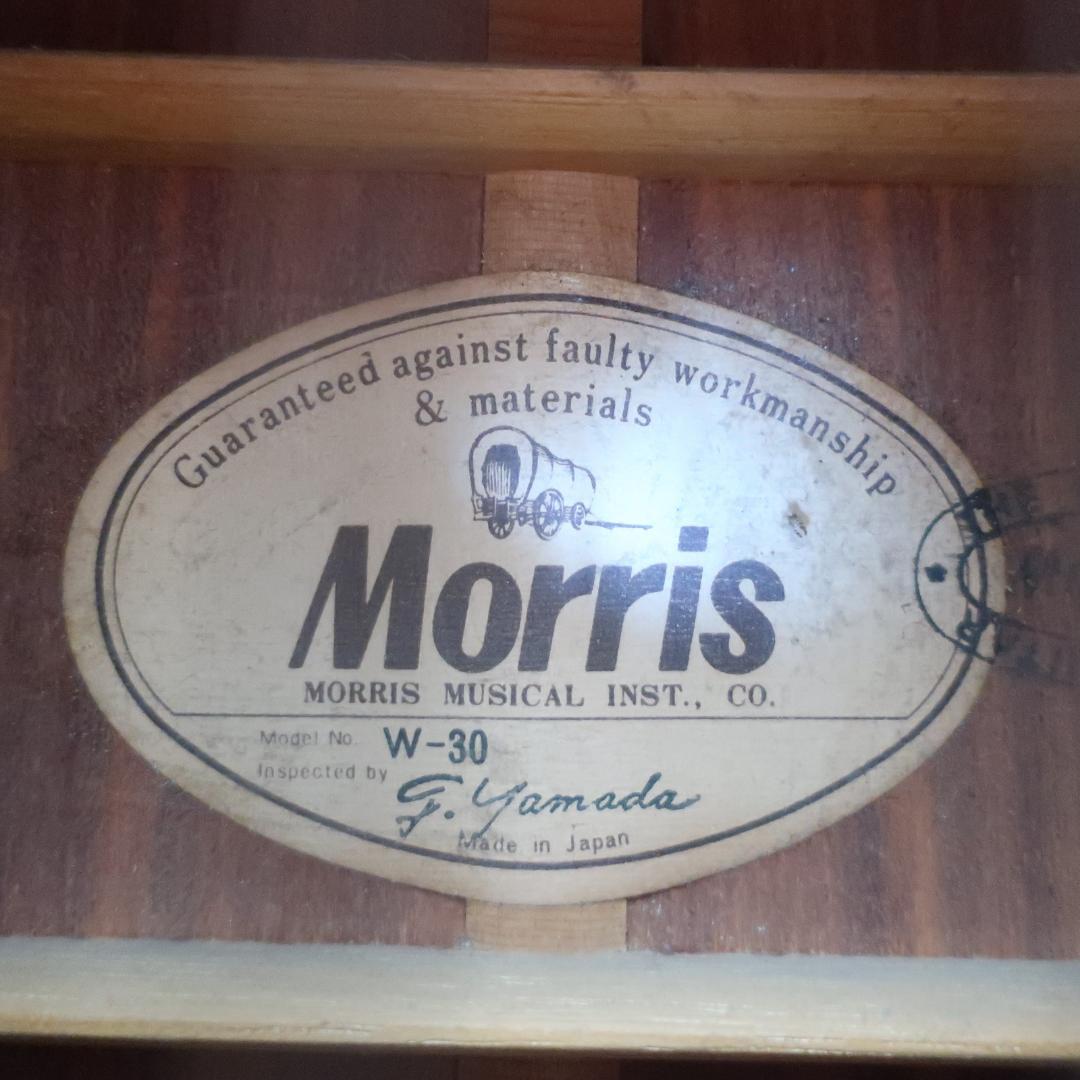 Guaranteed against faulty workmanship
& materials
Morris
MORRIS MUSICAL INST., CO.
Model No. W-30
Inspected by F. Yamada
Made in Japan